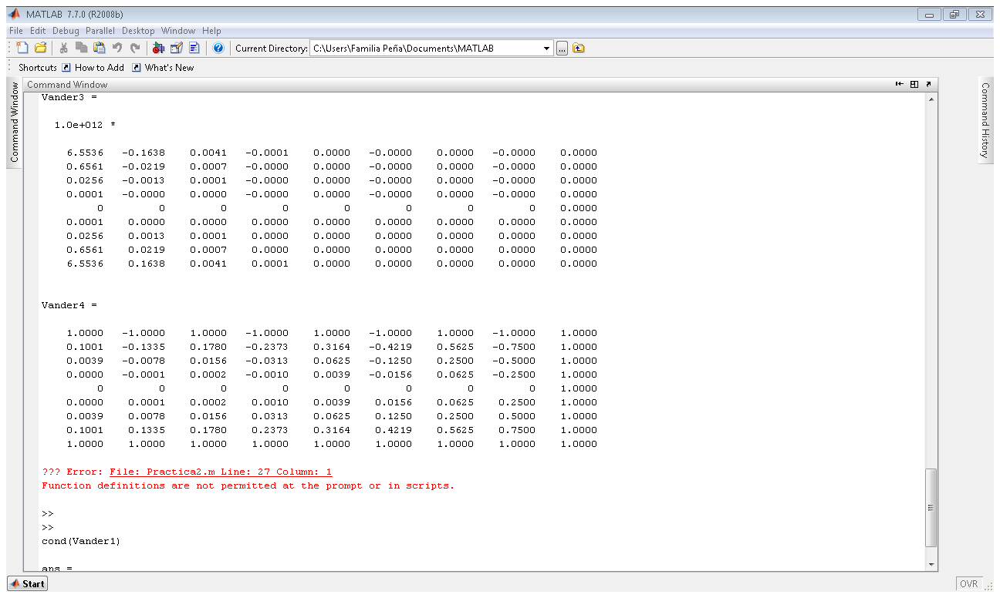 MATLAB 7.7.0 (R2008b)
File Edit Debug Parallel Desktop Window Help
Current Directory: C:\Users\Familia Peña\Documents\MATLAB ...
Shortcuts How to Add What's New
Command Window
Command Window
Command History
Vander3 =
1.0e+012 *
6.5536 -0.1638 0.0041 -0.0001 0.0000 -0.0000 0.0000 -0.0000 0.0000
0.6561 -0.0219 0.0007 -0.0000 0.0000 -0.0000 0.0000 -0.0000 0.0000
0.0256 -0.0013 0.0001 -0.0000 0.0000 -0.0000 0.0000 -0.0000 0.0000
0.0001 -0.0000 0.0000 -0.0000 0.0000 -0.0000 0.0000 -0.0000 0.0000
0 0 0 0 0 0 0 0 0.0000
0.0001 0.0000 0.0000 0.0000 0.0000 0.0000 0.0000 0.0000 0.0000
0.0256 0.0013 0.0001 0.0000 0.0000 0.0000 0.0000 0.0000 0.0000
0.6561 0.0219 0.0007 0.0000 0.0000 0.0000 0.0000 0.0000 0.0000
6.5536 0.1638 0.0041 0.0001 0.0000 0.0000 0.0000 0.0000 0.0000
Vander4 =
1.0000 -1.0000 1.0000 -1.0000 1.0000 -1.0000 1.0000 -1.0000 1.0000
0.1001 -0.1335 0.1780 -0.2373 0.3164 -0.4219 0.5625 -0.7500 1.0000
0.0039 -0.0078 0.0156 -0.0313 0.0625 -0.1250 0.2500 -0.5000 1.0000
0.0000 -0.0001 0.0002 -0.0010 0.0039 -0.0156 0.0625 -0.2500 1.0000
0 0 0 0 0 0 0 0 1.0000
0.0000 0.0001 0.0002 0.0010 0.0039 0.0156 0.0625 0.2500 1.0000
0.0039 0.0078 0.0156 0.0313 0.0625 0.1250 0.2500 0.5000 1.0000
0.1001 0.1335 0.1780 0.2373 0.3164 0.4219 0.5625 0.7500 1.0000
1.0000 1.0000 1.0000 1.0000 1.0000 1.0000 1.0000 1.0000 1.0000
??? Error: File: Practica2.m Line: 27 Column: 1
Function definitions are not permitted at the prompt or in scripts.
>>
>>
cond(Vander1)
ans =
Start
OVR